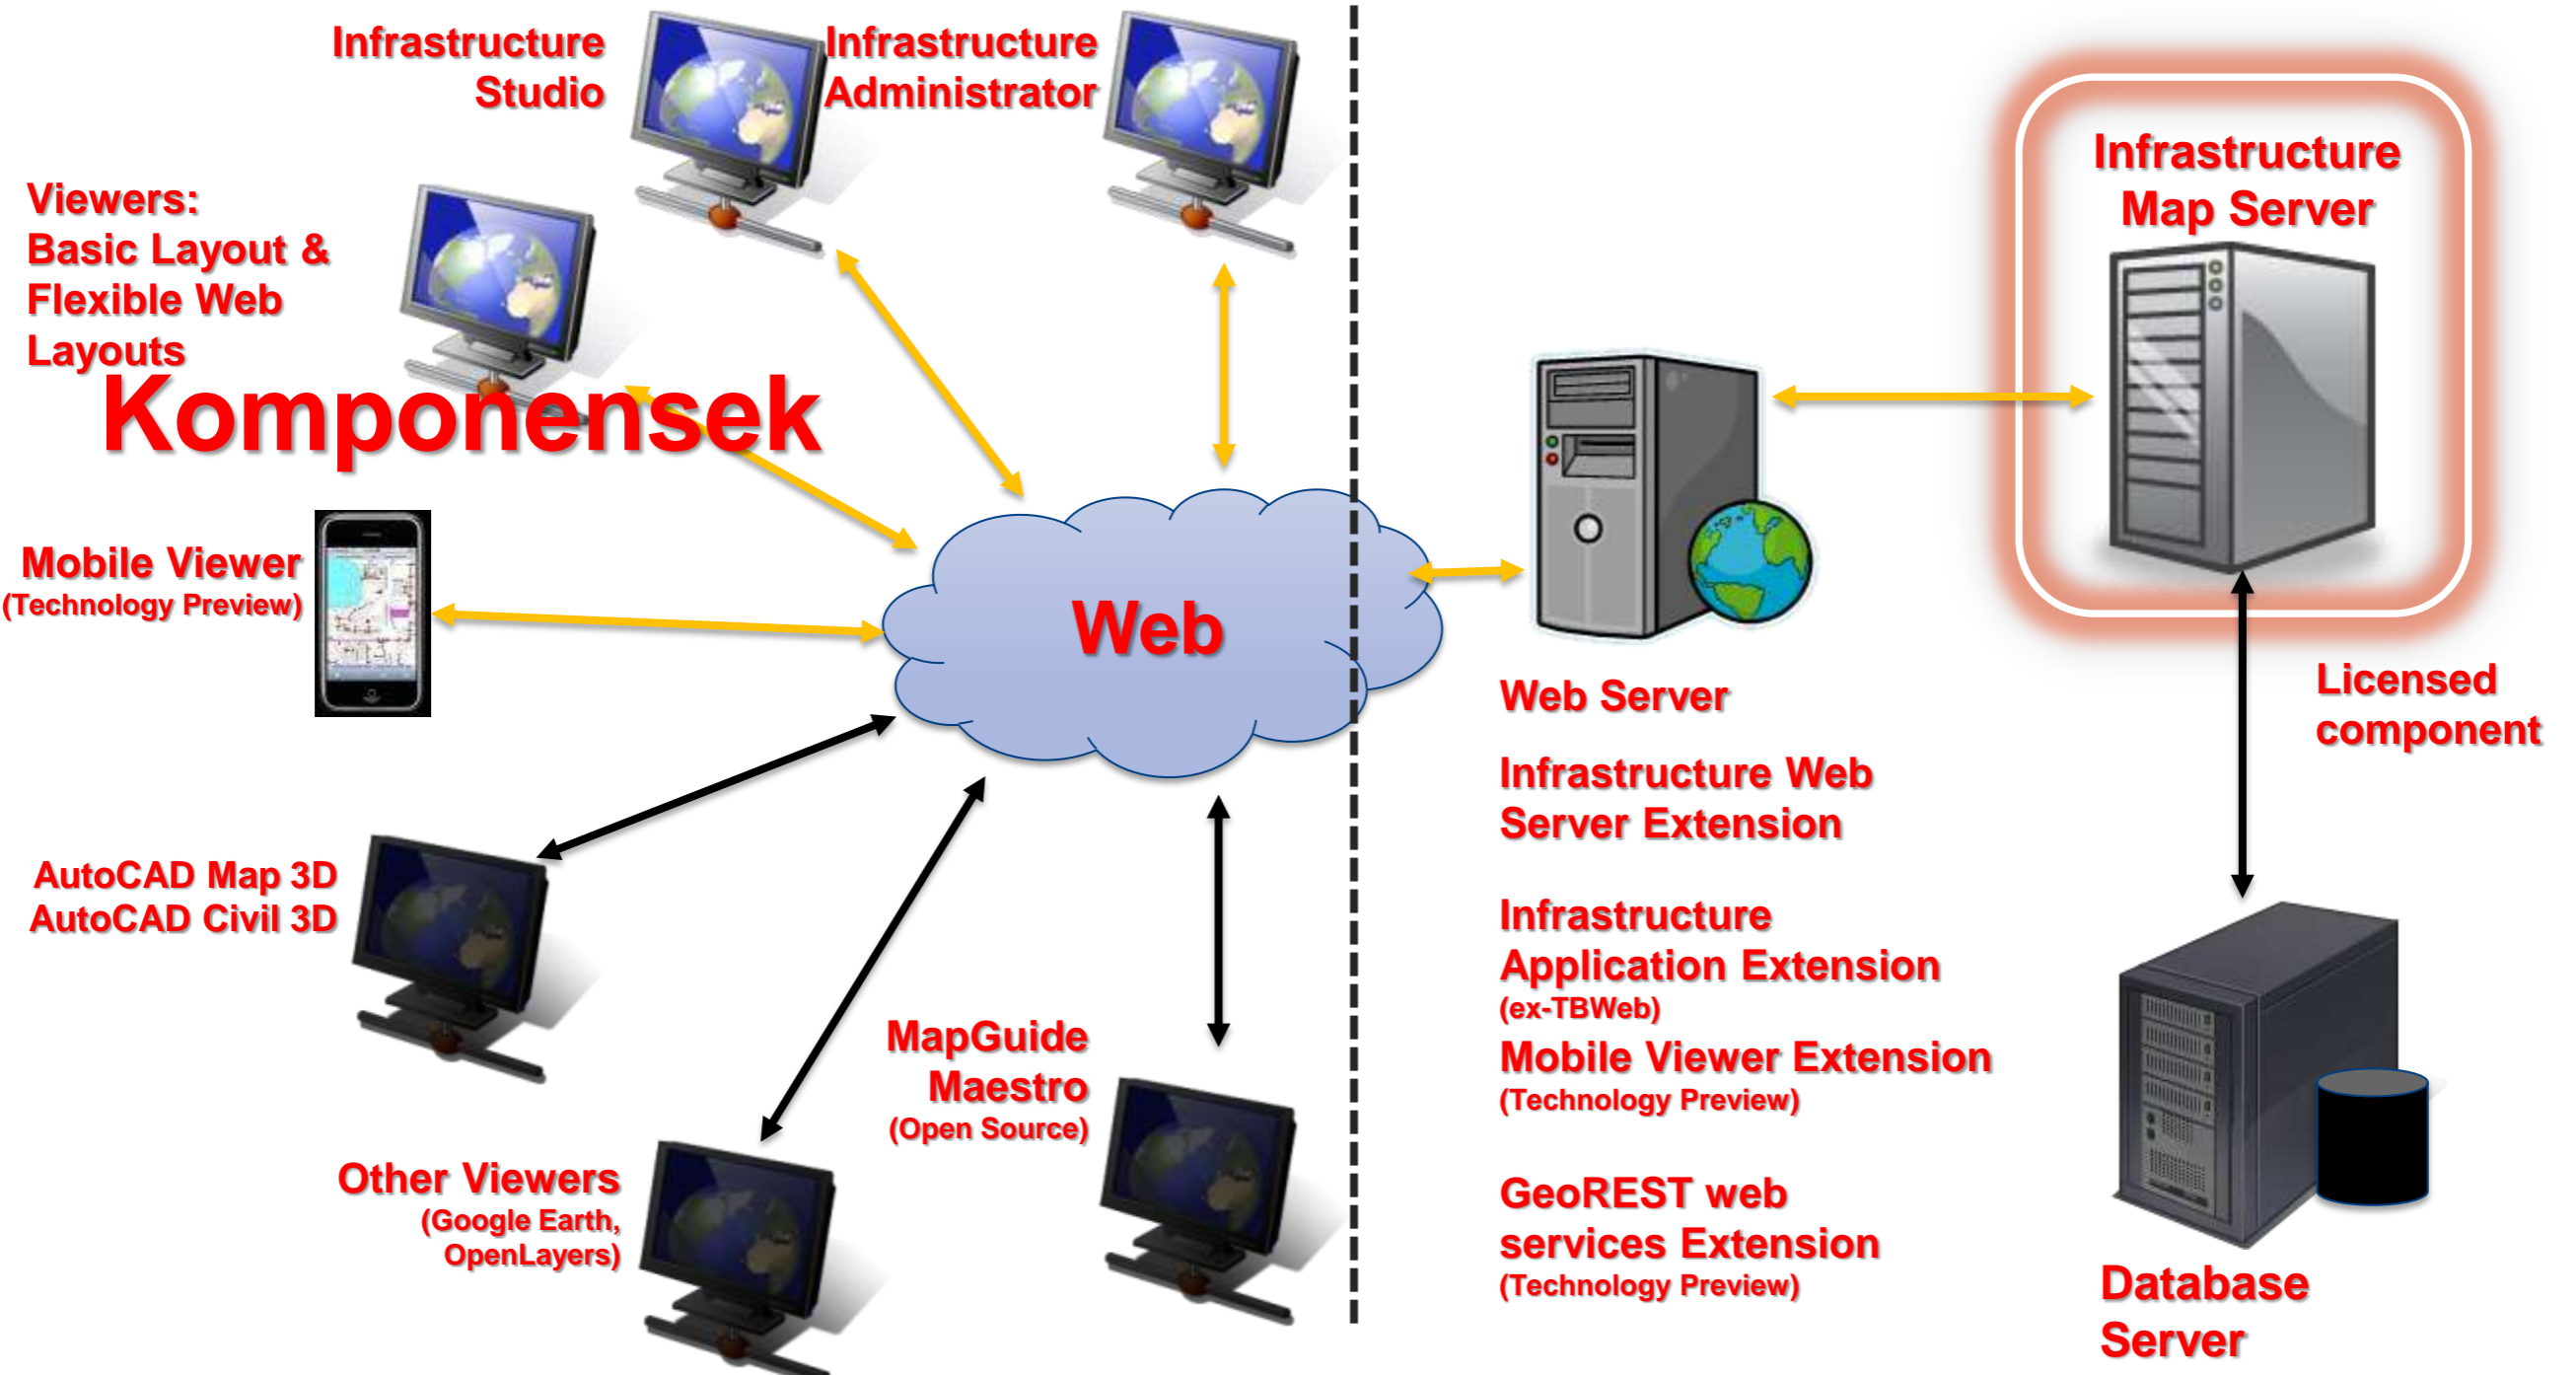 Infrastructure
Studio
Infrastructure
Administrator
Viewers:
Basic Layout &
Flexible Web
Layouts
Komponensek
Mobile Viewer
(Technology Preview)
Web
AutoCAD Map 3D
AutoCAD Civil 3D
Other Viewers
(Google Earth,
OpenLayers)
MapGuide
Maestro
(Open Source)
Web Server
Infrastructure Web
Server Extension
Infrastructure
Application Extension
(ex-TBWeb)
Mobile Viewer Extension
(Technology Preview)
GeoREST web
services Extension
(Technology Preview)
Infrastructure
Map Server
Licensed
component
Database
Server